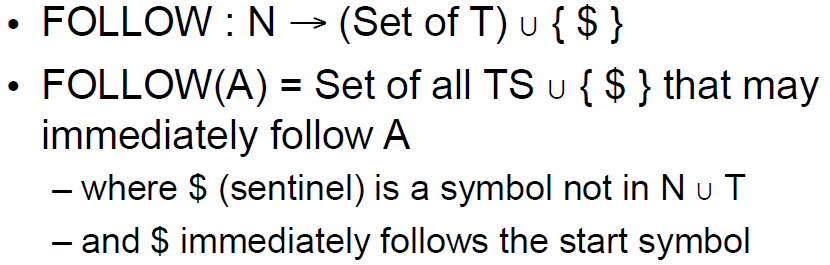 • FOLLOW : N → (Set of T) ∪ { $ }
• FOLLOW(A) = Set of all TS ∪ { $ } that may
immediately follow A
– where $ (sentinel) is a symbol not in N ∪ T
– and $ immediately follows the start symbol